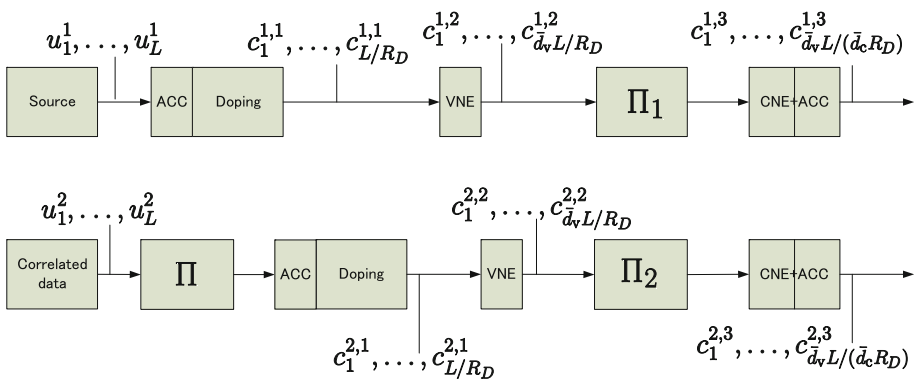 u_1^1, . . . , u_L^1
c_1^{1,1}, . . . , c_{L/R_D}^{1,1}
c_1^{1,2}, . . . , c_{\bar{d}_v L/R_D}^{1,2}
c_1^{1,3}, . . . , c_{\bar{d}_v L/(\bar{d}_c R_D)}^{1,3}
Source
ACC
Doping
VNE
Π_1
CNE+ACC
u_1^2, . . . , u_L^2
c_1^{2,2}, . . . , c_{\bar{d}_v L/R_D}^{2,2}
Correlated
data
Π
ACC
Doping
VNE
Π_2
CNE+ACC
c_1^{2,1}, . . . , c_{L/R_D}^{2,1}
c_1^{2,3}, . . . , c_{\bar{d}_v L/(\bar{d}_c R_D)}^{2,3}